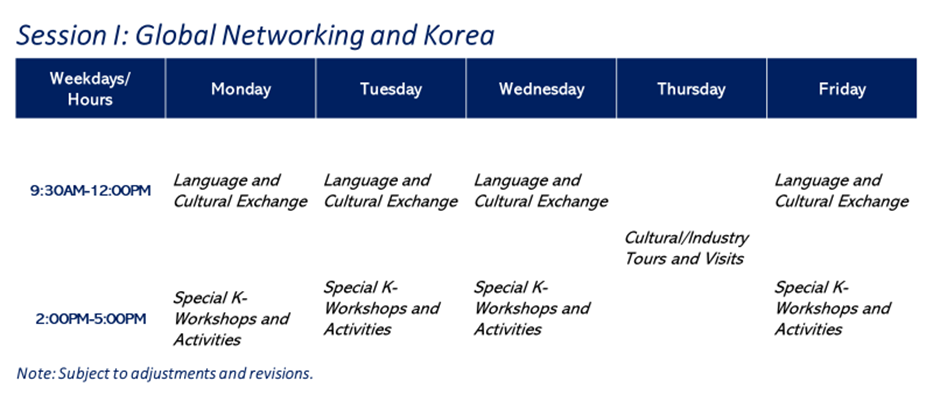 Session I: Global Networking and Korea
Weekdays/
Hours
Monday
Tuesday
Wednesday
Thursday
Friday
9:30AM-12:00PM
Language and
Cultural Exchange
Language and
Cultural Exchange
Language and
Cultural Exchange
Language and
Cultural Exchange
Cultural/Industry
Tours and Visits
2:00PM-5:00PM
Special K-
Workshops and
Activities
Special K-
Workshops and
Activities
Special K-
Workshops and
Activities
Special K-
Workshops and
Activities
Note: Subject to adjustments and revisions.